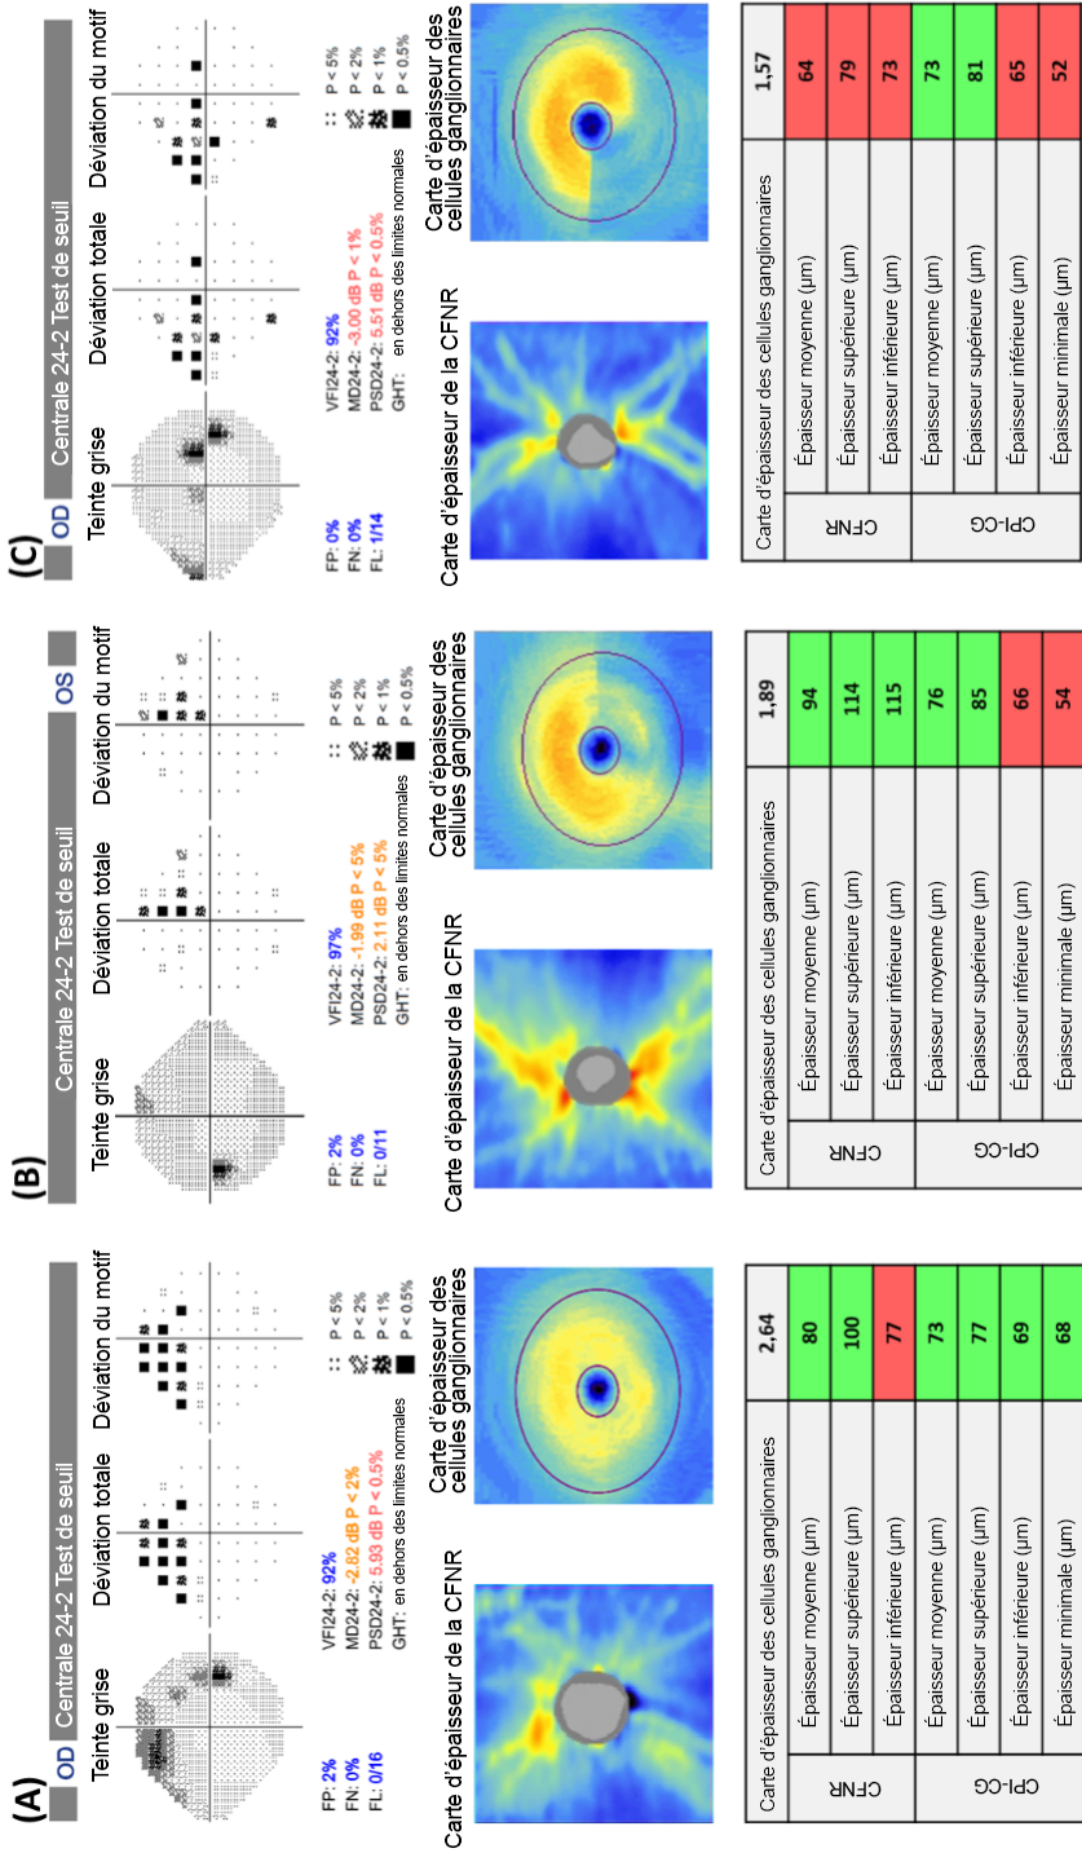 (A)
OD Centrale 24-2 Test de seuil
Teinte grise Déviation totale Déviation du motif
FP: 2%
FN: 0%
FL: 0/16
VFI24-2: 92%
MD24-2: -2.82 dB P < 2%
PSD24-2: 5.93 dB P < 0.5%
GHT: en dehors des limites normales
P < 5%
P < 2%
P < 1%
P < 0.5%
Carte d'épaisseur de la CFNR
Carte d'épaisseur des
cellules ganglionnaires
Carte d'épaisseur des cellules ganglionnaires 2,64
CFNR
Épaisseur moyenne (µm) 80
Épaisseur supérieure (µm) 100
Épaisseur inférieure (µm) 77
CPI-CG
Épaisseur moyenne (µm) 73
Épaisseur supérieure (µm) 77
Épaisseur inférieure (µm) 69
Épaisseur minimale (µm) 68
(B)
Centrale 24-2 Test de seuil OS
Teinte grise Déviation totale Déviation du motif
FP: 2%
FN: 0%
FL: 0/11
VFI24-2: 97%
MD24-2: -1.99 dB P < 5%
PSD24-2: 2.11 dB P < 5%
GHT: en dehors des limites normales
P < 5%
P < 2%
P < 1%
P < 0.5%
Carte d'épaisseur de la CFNR
Carte d'épaisseur des
cellules ganglionnaires
Carte d'épaisseur des cellules ganglionnaires 1,89
CFNR
Épaisseur moyenne (µm) 94
Épaisseur supérieure (µm) 114
Épaisseur inférieure (µm) 115
CPI-CG
Épaisseur moyenne (µm) 76
Épaisseur supérieure (µm) 85
Épaisseur inférieure (µm) 66
Épaisseur minimale (µm) 54
(C)
OD Centrale 24-2 Test de seuil
Teinte grise Déviation totale Déviation du motif
FP: 0%
FN: 0%
FL: 1/14
VFI24-2: 92%
MD24-2: -3.00 dB P < 1%
PSD24-2: 5.51 dB P < 0.5%
GHT: en dehors des limites normales
P < 5%
P < 2%
P < 1%
P < 0.5%
Carte d'épaisseur de la CFNR
Carte d'épaisseur des
cellules ganglionnaires
Carte d'épaisseur des cellules ganglionnaires 1,57
CFNR
Épaisseur moyenne (µm) 64
Épaisseur supérieure (µm) 79
Épaisseur inférieure (µm) 73
CPI-CG
Épaisseur moyenne (µm) 73
Épaisseur supérieure (µm) 81
Épaisseur inférieure (µm) 65
Épaisseur minimale (µm) 52